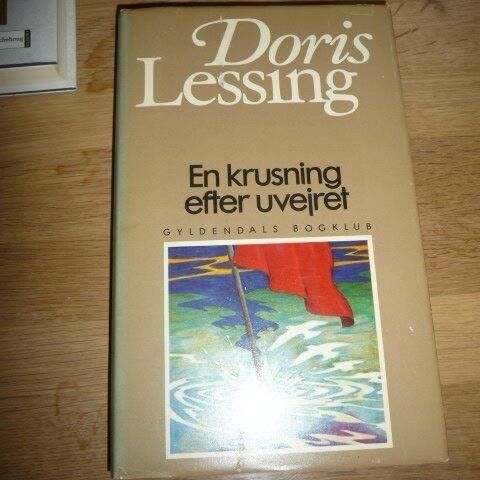 Doris
Lessing
En krusning
efter uvejret
GYLDENDALS BOGKLUB